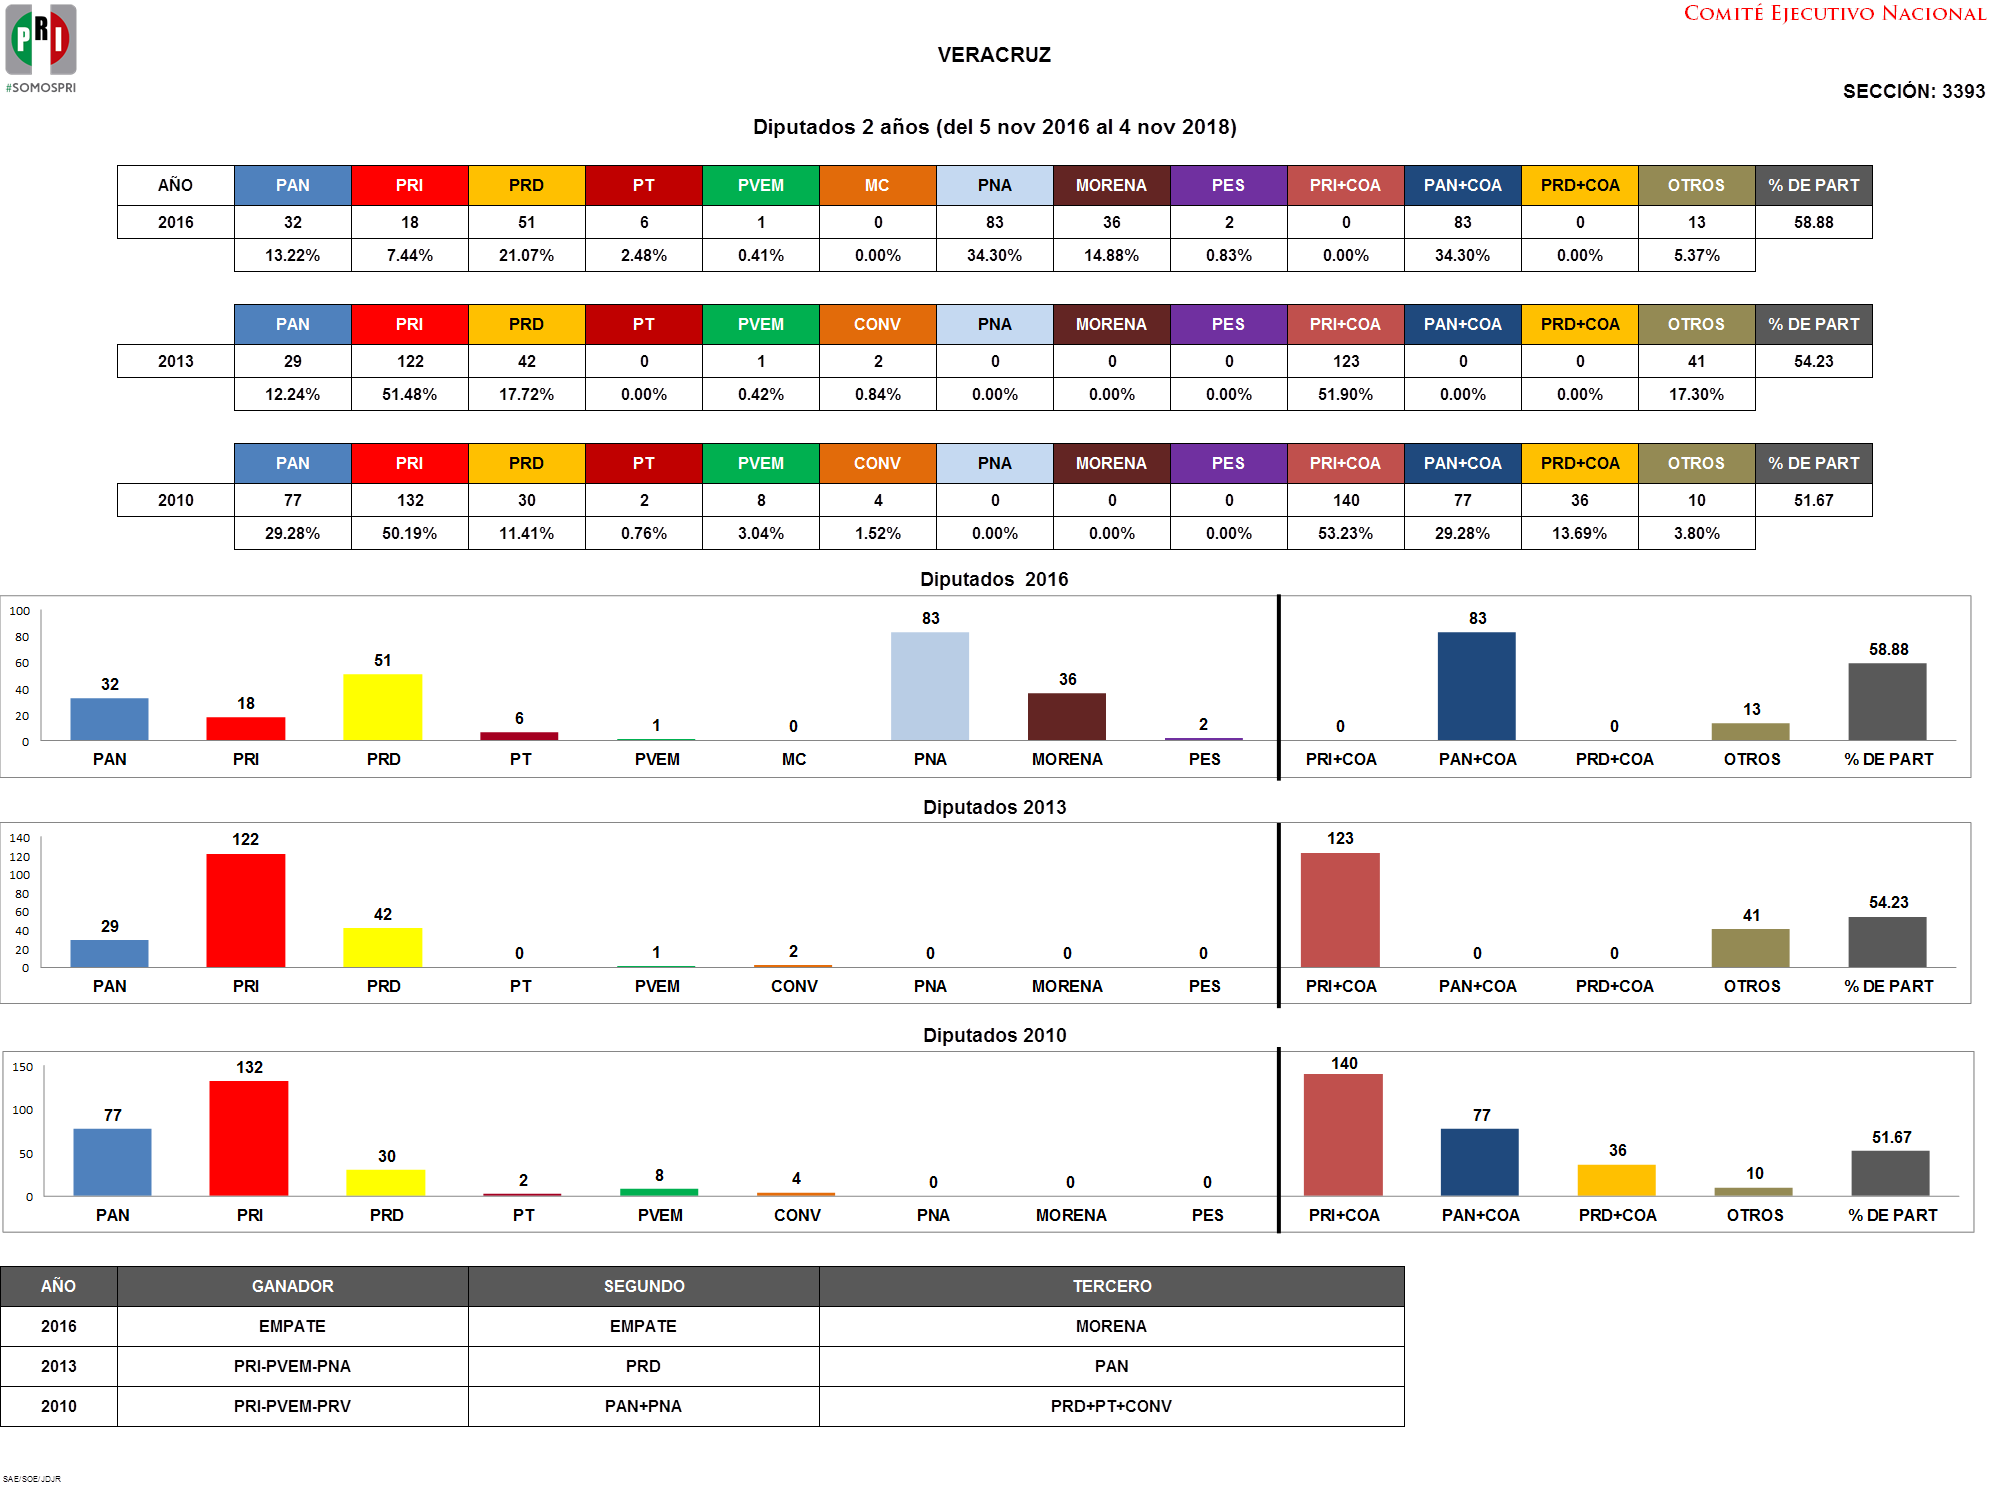 PRI
#SOMOSPRI
COMITÉ EJECUTIVO NACIONAL
VERACRUZ
SECCIÓN: 3393
Diputados 2 años (del 5 nov 2016 al 4 nov 2018)
AÑO PAN PRI PRD PT PVEM MC PNA MORENA PES PRI+COA PAN+COA PRD+COA OTROS % DE PART
2016 32 18 51 6 1 0 83 36 2 0 83 0 13 58.88
13.22% 7.44% 21.07% 2.48% 0.41% 0.00% 34.30% 14.88% 0.83% 0.00% 34.30% 0.00% 5.37%
PAN PRI PRD PT PVEM CONV PNA MORENA PES PRI+COA PAN+COA PRD+COA OTROS % DE PART
2013 29 122 42 0 1 2 0 0 0 123 0 0 41 54.23
12.24% 51.48% 17.72% 0.00% 0.42% 0.84% 0.00% 0.00% 0.00% 51.90% 0.00% 0.00% 17.30%
PAN PRI PRD PT PVEM CONV PNA MORENA PES PRI+COA PAN+COA PRD+COA OTROS % DE PART
2010 77 132 30 2 8 4 0 0 0 140 77 36 10 51.67
29.28% 50.19% 11.41% 0.76% 3.04% 1.52% 0.00% 0.00% 0.00% 53.23% 29.28% 13.69% 3.80%
Diputados 2016
100
80
60
40
20
0
32 18 51 6 1 0 83 36 2 0 83 0 13 58.88
PAN PRI PRD PT PVEM MC PNA MORENA PES PRI+COA PAN+COA PRD+COA OTROS % DE PART
Diputados 2013
140
120
100
80
60
40
20
0
29 122 42 0 1 2 0 0 0 123 0 0 41 54.23
PAN PRI PRD PT PVEM CONV PNA MORENA PES PRI+COA PAN+COA PRD+COA OTROS % DE PART
Diputados 2010
150
100
50
0
77 132 30 2 8 4 0 0 0 140 77 36 10 51.67
PAN PRI PRD PT PVEM CONV PNA MORENA PES PRI+COA PAN+COA PRD+COA OTROS % DE PART
AÑO GANADOR SEGUNDO TERCERO
2016 EMPATE EMPATE MORENA
2013 PRI-PVEM-PNA PRD PAN
2010 PRI-PVEM-PRV PAN+PNA PRD+PT+CONV
SAE/SOE/JDJR